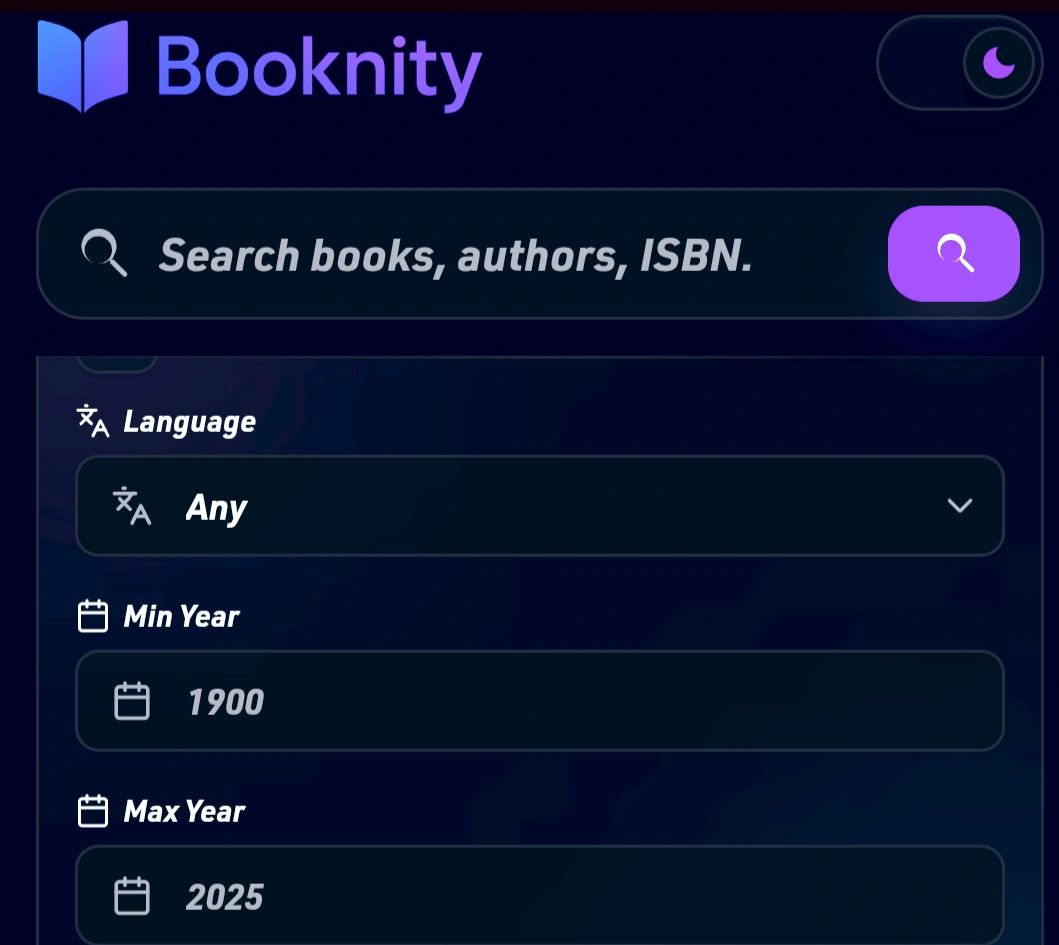 Booknity
Search books, authors, ISBN.
Language
Any
Min Year
1900
Max Year
2025